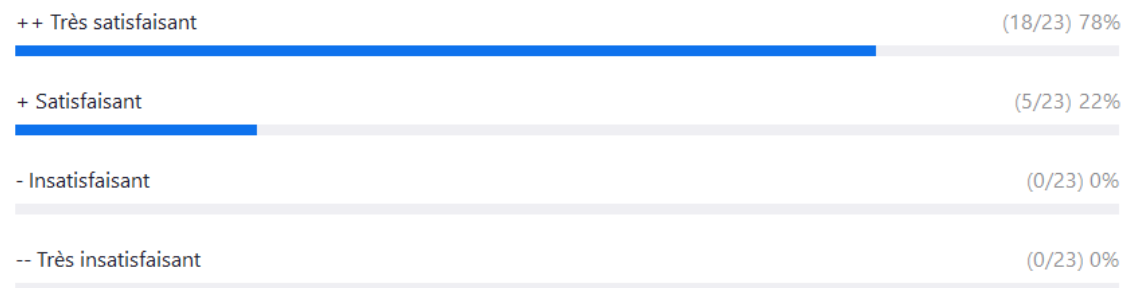 ++ Très satisfaisant (18/23) 78%
+ Satisfaisant (5/23) 22%
- Insatisfaisant (0/23) 0%
-- Très insatisfaisant (0/23) 0%